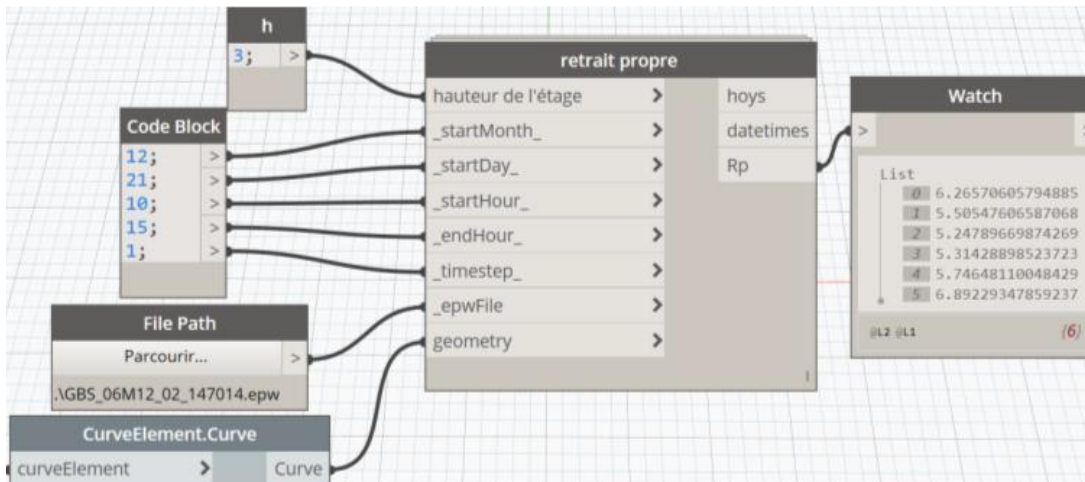 h
3; >
Code Block
12; >
21; >
10; >
15; >
1; >
File Path
Parcourir... >
.\GBS_06M12_02_147014.epw
CurveElement.Curve
curveElement > Curve
retrait propre
hauteur de l'étage > hoys
_startMonth_ > datetimes
_startDay_ > Rp
_startHour_ >
_endHour_ >
_timestep_ >
_epwFile >
geometry >
Watch
>
List
0 6.26570605794885
1 5.50547606587068
2 5.24789669874269
3 5.31428898523723
4 5.74648110048429
5 6.89229347859237
@L2 @L1 {6}